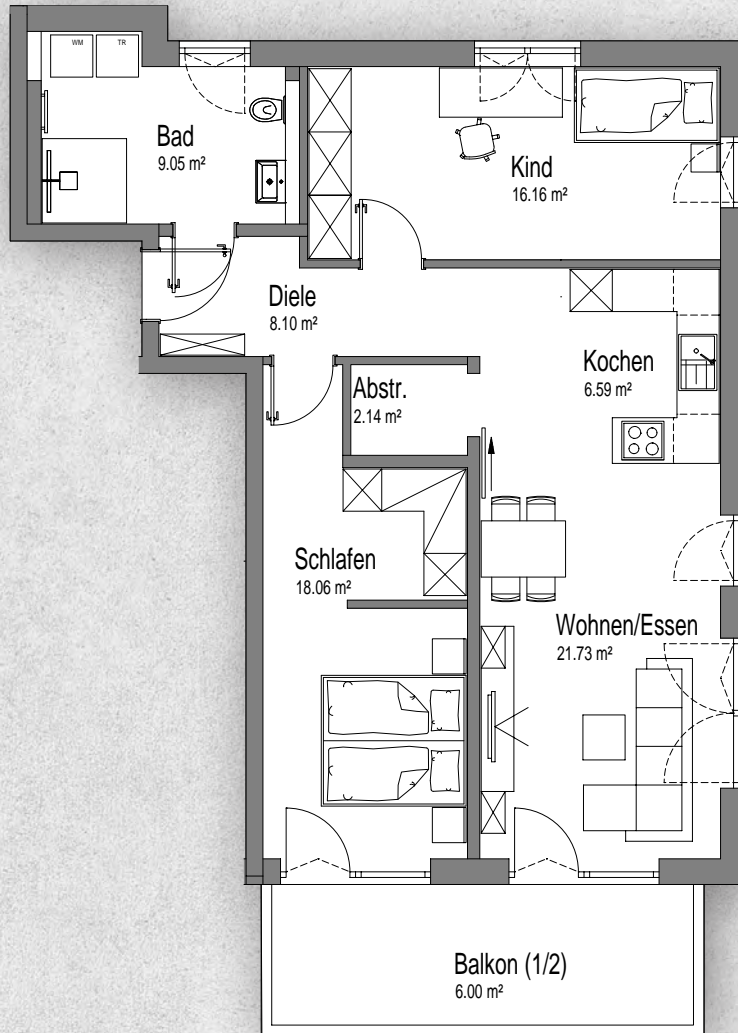 WM
TR
Bad
9.05 m²
Kind
16.16 m²
Diele
8.10 m²
Kochen
6.59 m²
Abstr.
2.14 m²
Schlafen
18.06 m²
Wohnen/Essen
21.73 m²
Balkon (1/2)
6.00 m²